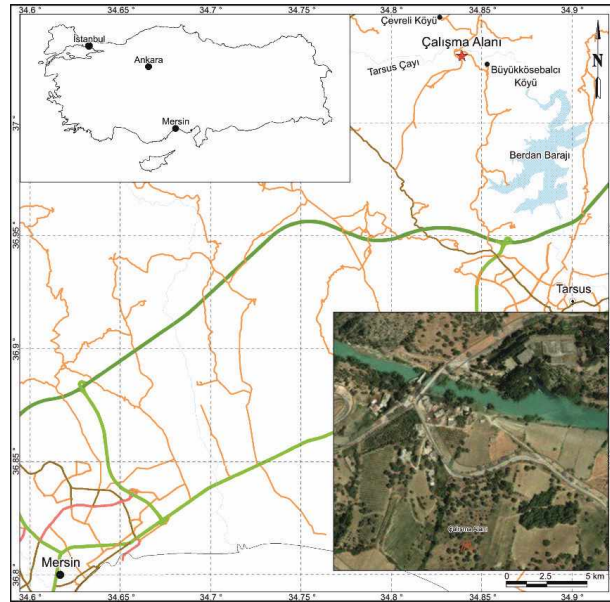 34.6
34.65
34.7
34.75
34.8
34.85
34.9
İstanbul
Ankara
Mersin
Çevreli Köyü
Çalışma Alanı
Tarsus Çayı
Büyükkösebalcı
Köyü
N
37 °
Berdan Barajı
36.95 °
Tarsus
36.9 °
36.85 °
Çalışma Alanı
Mersin
36.8 °
0
2.5
5 km
34.6 °
34.65 °
34.7 °
34.75 °
34.8 °
34.85 °
34.9 °